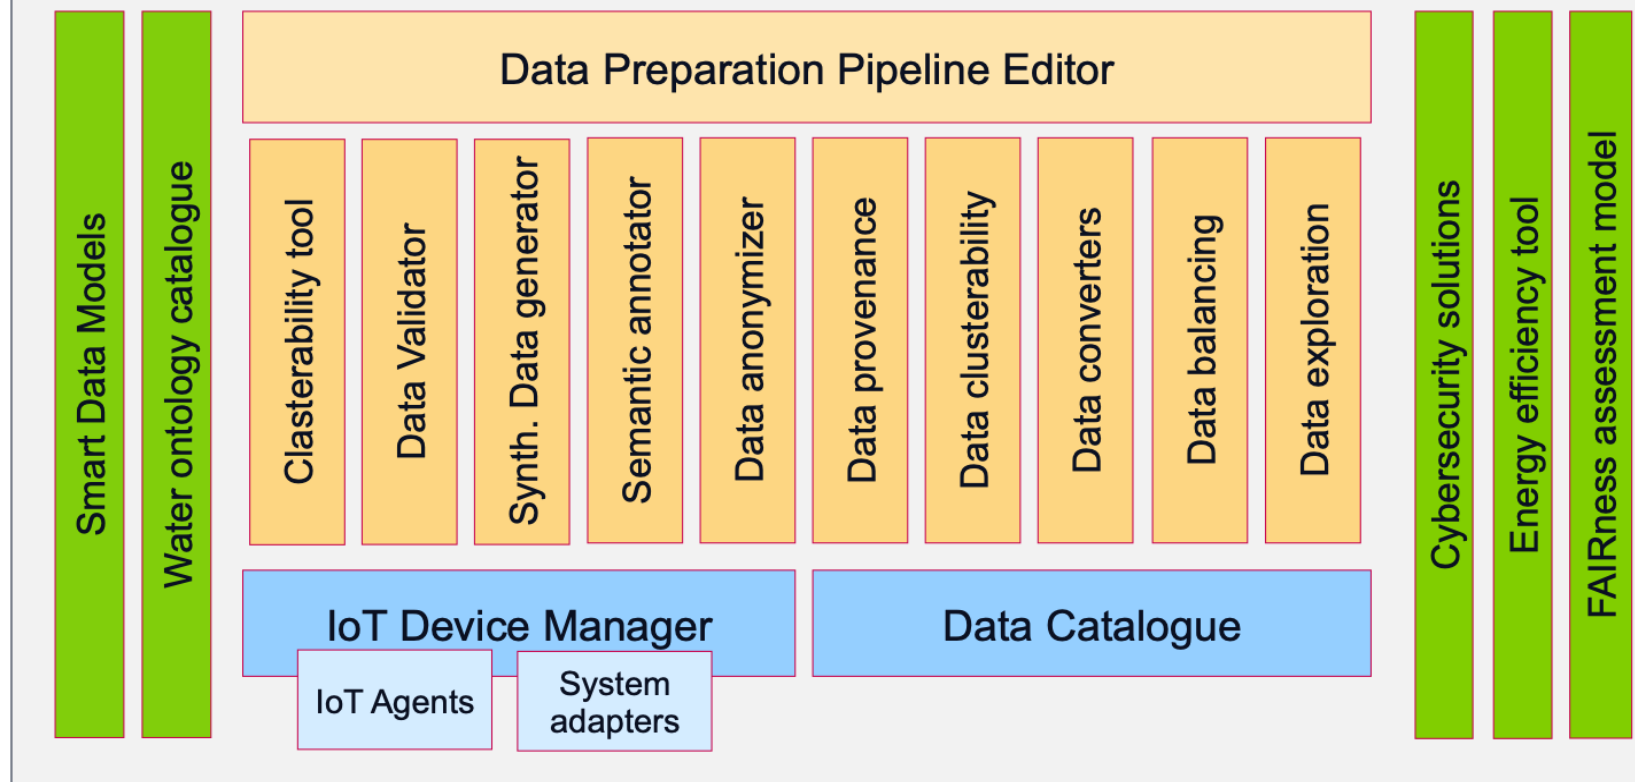 Smart Data Models
Water ontology catalogue
Data Preparation Pipeline Editor
Clasterability tool
Data Validator
Synth. Data generator
Semantic annotator
Data anonymizer
Data provenance
Data clusterability
Data converters
Data balancing
Data exploration
IoT Device Manager
IoT Agents
System
adapters
Data Catalogue
Cybersecurity solutions
Energy efficiency tool
FAIRness assessment model